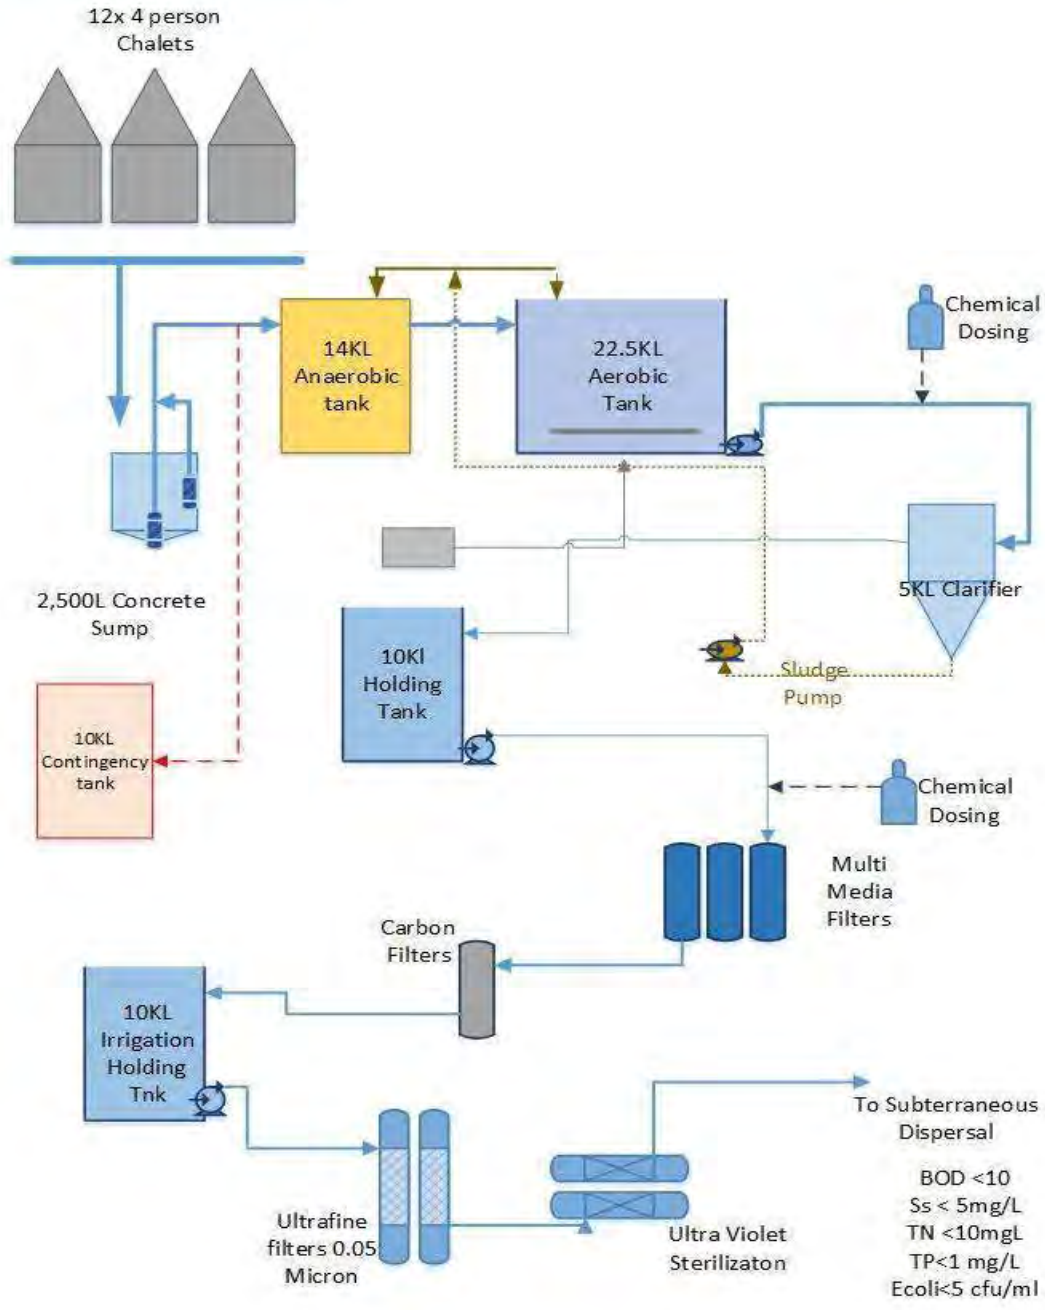 12x 4 person
Chalets
Chemical
Dosing
14KL
Anaerobic
tank
22.5KL
Aerobic
Tank
2,500L Concrete
Sump
5KL Clarifier
10Kl
Holding
Tank
Sludge
Pump
10KL
Contingency
tank
Chemical
Dosing
Multi
Media
Filters
Carbon
Filters
10KL
Irrigation
Holding
Tnk
To Subterraneous
Dispersal
BOD <10
Ss < 5mg/L
TN <10mgL
TP<1 mg/L
Ecoli<5 cfu/ml
Ultrafine
filters 0.05
Micron
Ultra Violet
Sterilizaton